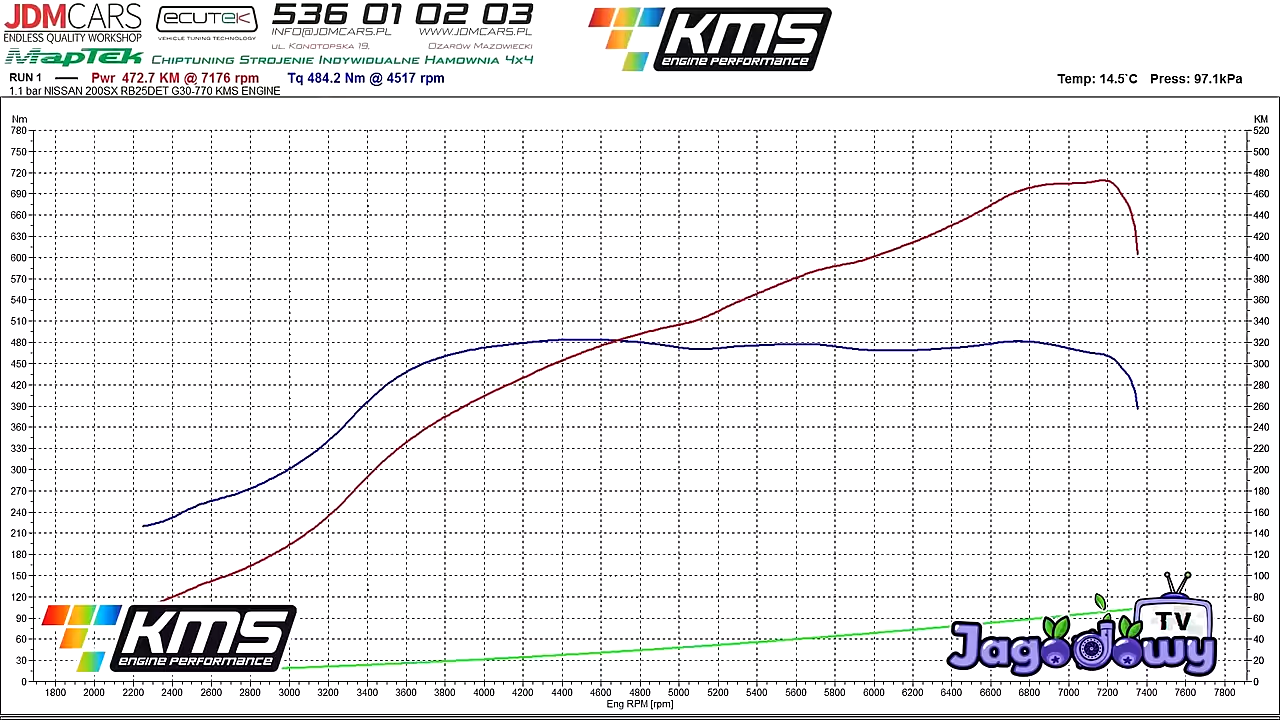 JDMCARS
ENDLESS QUALITY WORKSHOP
ECUTEK
VEHICLE TUNING TECHNOLOGY
536 01 02 03
INFO@JDMCARS.PL WWW.JDMCARS.PL
UL. KONOTOPSKA 19, OŻARÓW MAZOWIECKI
MAPTEK CHIPTUNING STROJENIE INDYWIDUALNE HAMOWNIA 4X4
KMS
ENGINE PERFORMANCE
RUN 1 Pwr 472.7 KM @ 7176 rpm Tq 484.2 Nm @ 4517 rpm Temp: 14.5`C Press: 97.1kPa
1.1 bar NISSAN 200SX RB25DET G30-770 KMS ENGINE
Nm KM
780 520
750 500
720 480
690 460
660 440
630 420
600 400
570 380
540 360
510 340
480 320
450 300
420 280
390 260
360 240
330 220
300 200
270 180
240 160
210 140
180 120
150 100
120 80
90 60
60 40
30 20
0 0
KMS
ENGINE PERFORMANCE
TV
Jagodowy
1800 2000 2200 2400 2600 2800 3000 3200 3400 3600 3800 4000 4200 4400 4600 4800 5000 5200 5400 5600 5800 6000 6200 6400 6600 6800 7000 7200 7400 7600 7800
Eng RPM [rpm]